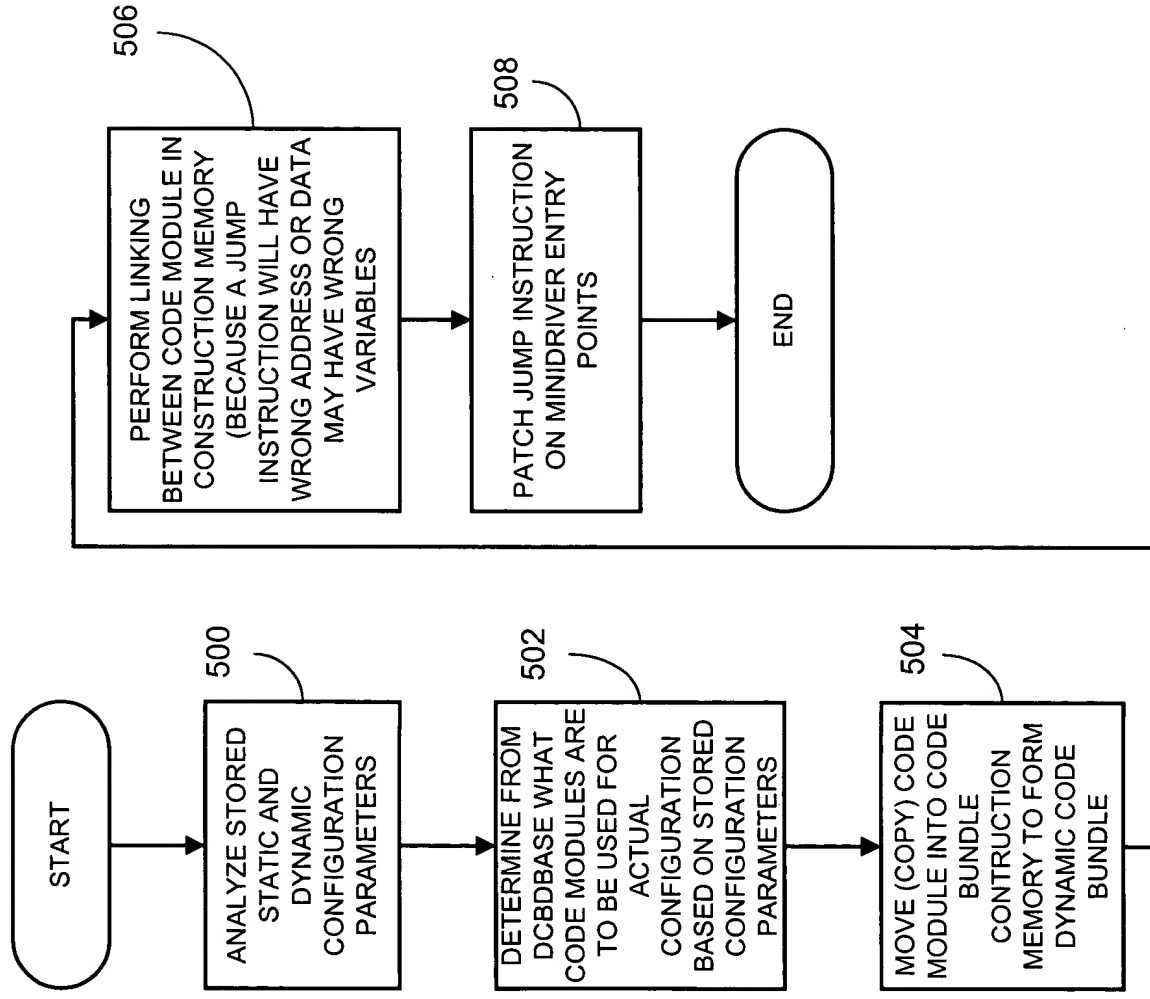 START
ANALYZE STORED
STATIC AND
DYNAMIC
CONFIGURATION
PARAMETERS
500
DETERMINE FROM
DCBDBASE WHAT
CODE MODULES ARE
TO BE USED FOR
ACTUAL
CONFIGURATION
BASED ON STORED
CONFIGURATION
PARAMETERS
502
MOVE (COPY) CODE
MODULE INTO CODE
BUNDLE
CONTRUCTION
MEMORY TO FORM
DYNAMIC CODE
BUNDLE
504
PERFORM LINKING
BETWEEN CODE MODULE IN
CONSTRUCTION MEMORY
(BECAUSE A JUMP
INSTRUCTION WILL HAVE
WRONG ADDRESS OR DATA
MAY HAVE WRONG
VARIABLES
506
PATCH JUMP INSTRUCTION
ON MINIDRIVER ENTRY
POINTS
508
END